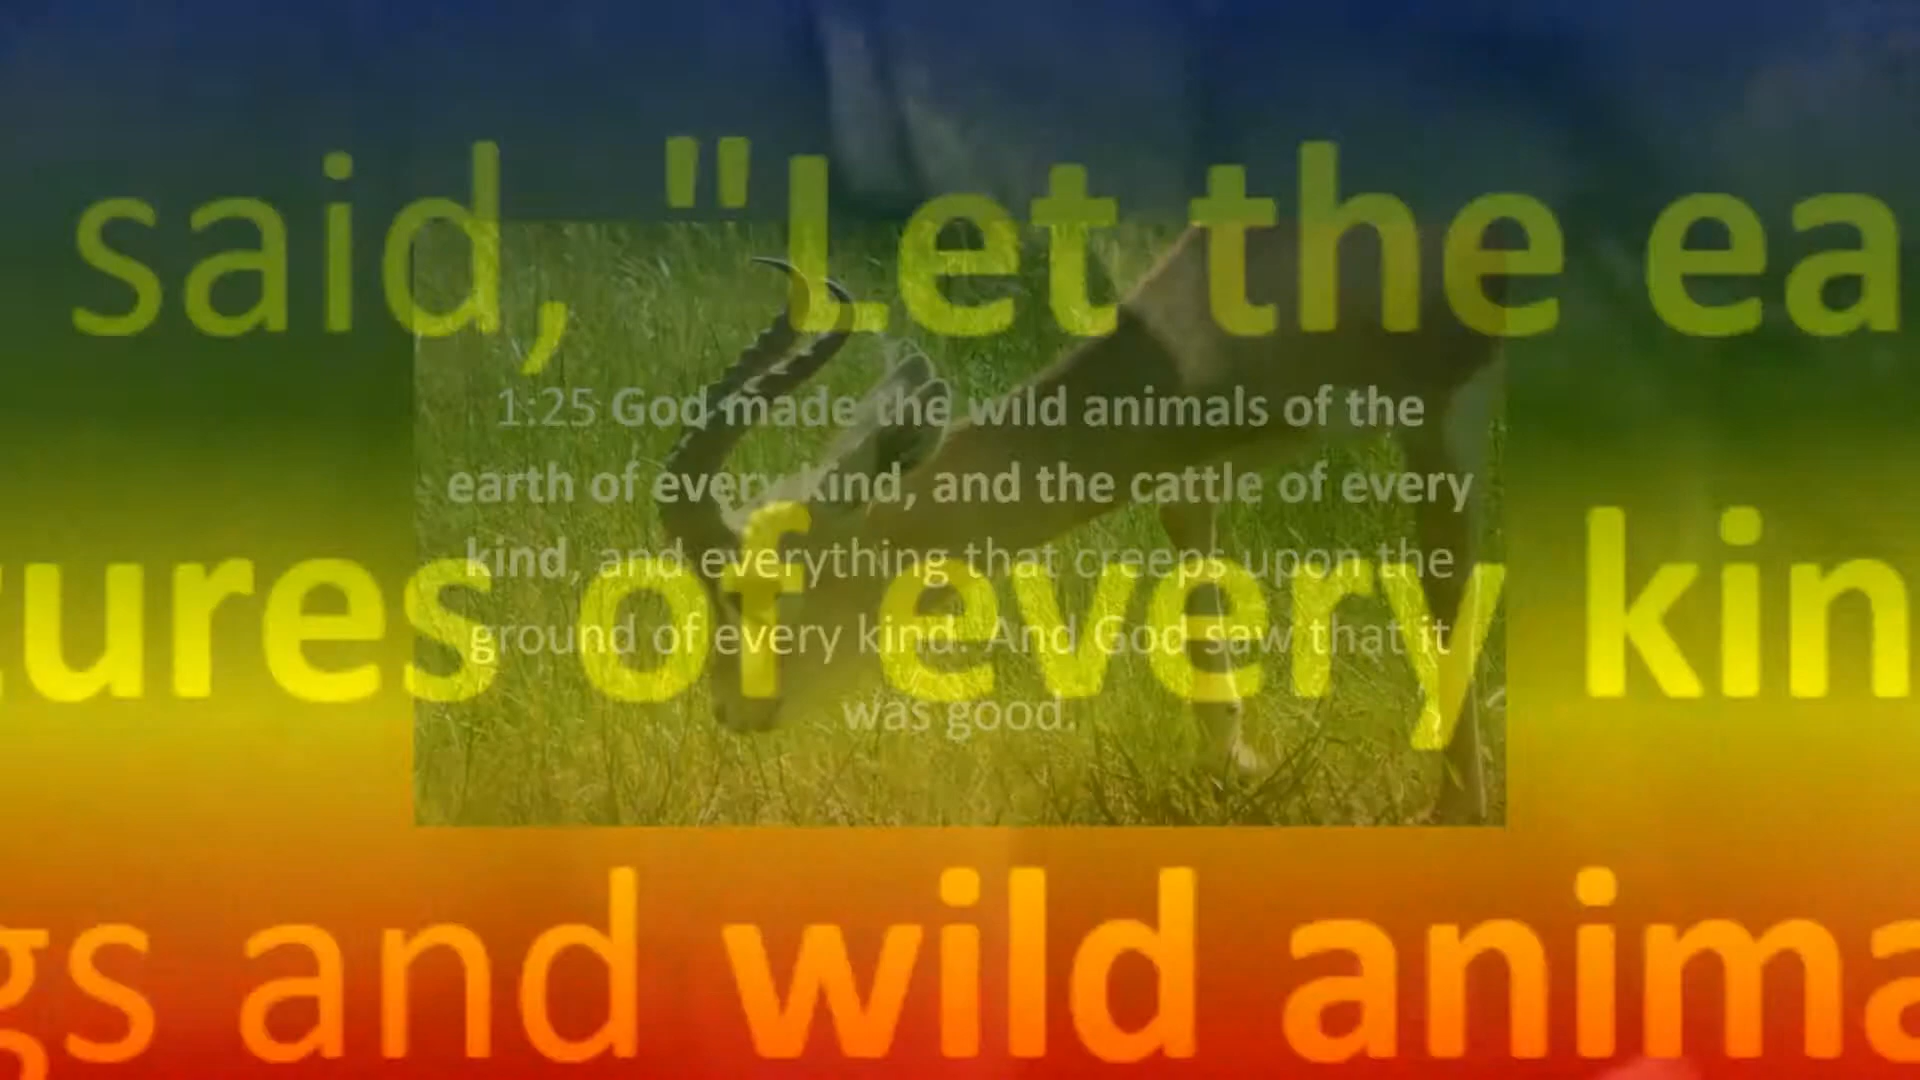 said, "Let the ea
1:25 God made the wild animals of the
earth of every kind, and the cattle of every
kind, and everything that creeps upon the
tures of every kin
ground of every kind. And God saw that it
was good.
gs and wild anima